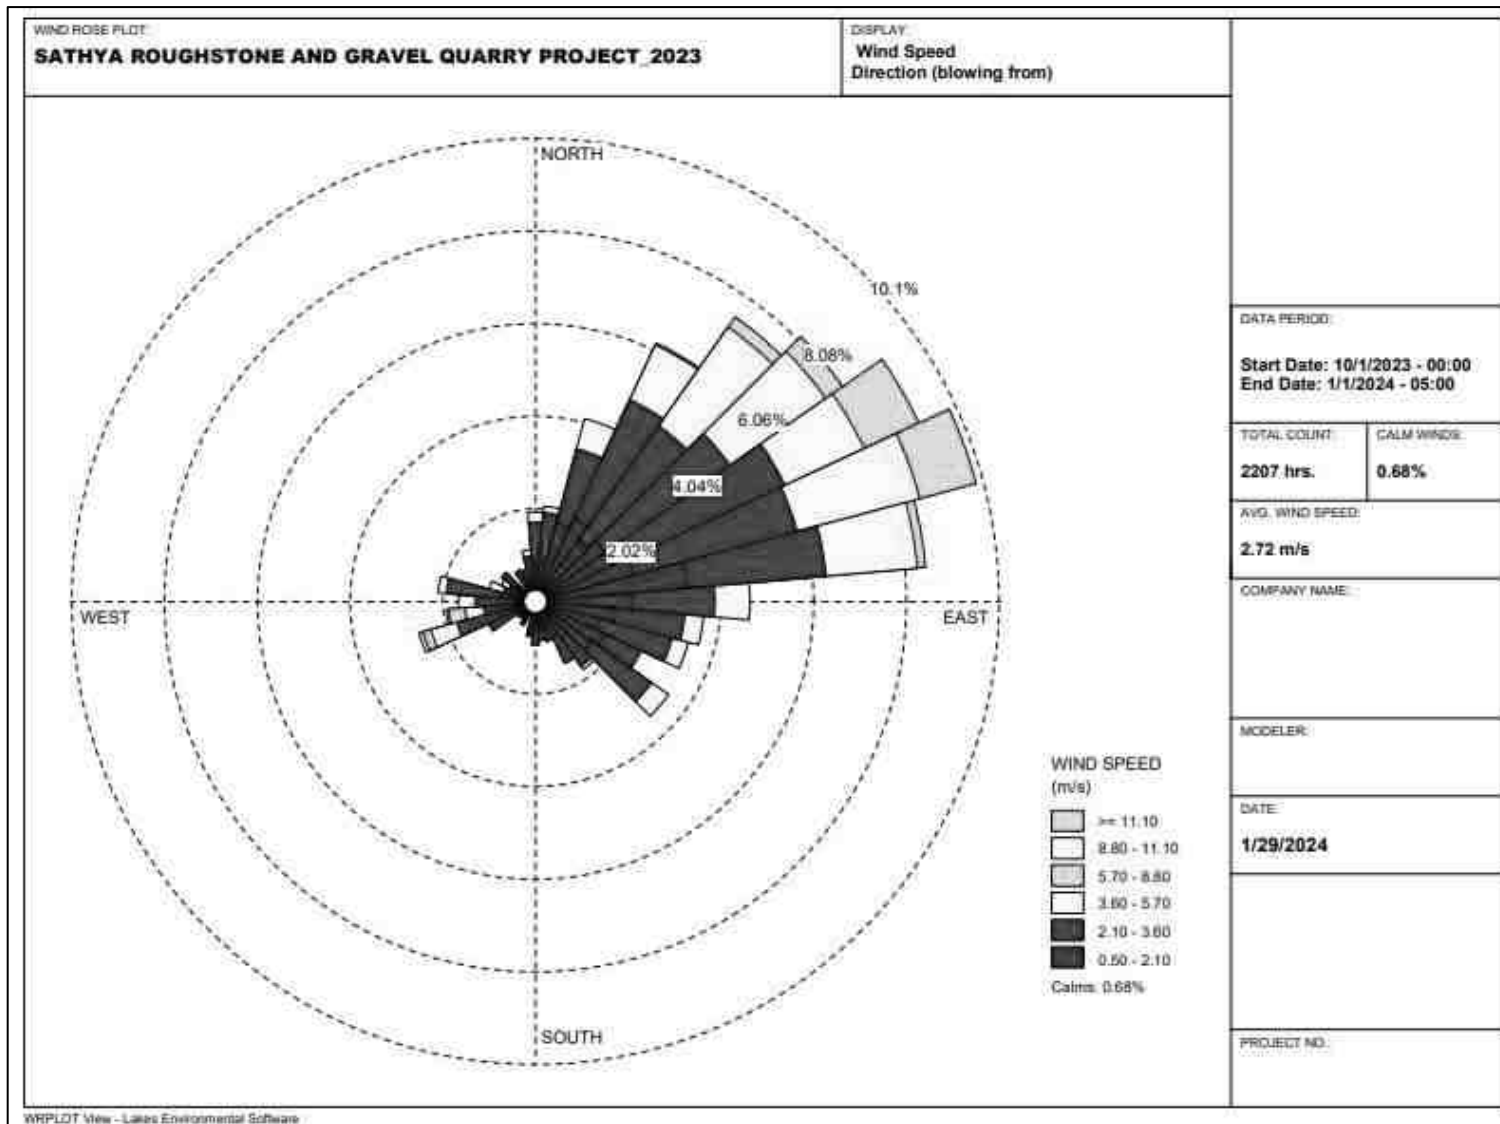 WIND ROSE PLOT:
SATHYA ROUGHSTONE AND GRAVEL QUARRY PROJECT_2023
DISPLAY:
Wind Speed
Direction (blowing from)
NORTH
10.1%
8.08%
6.06%
4.04%
2.02%
WEST
EAST
SOUTH
WIND SPEED
(m/s)
>= 11.10
8.80 - 11.10
5.70 - 8.80
3.60 - 5.70
2.10 - 3.60
0.50 - 2.10
Calms: 0.68%
DATA PERIOD:
Start Date: 10/1/2023 - 00:00
End Date: 1/1/2024 - 05:00
TOTAL COUNT:
2207 hrs.
CALM WINDS:
0.68%
AVG. WIND SPEED:
2.72 m/s
COMPANY NAME:
MODELER:
DATE:
1/29/2024
PROJECT NO.:
WRPLOT View - Lakes Environmental Software